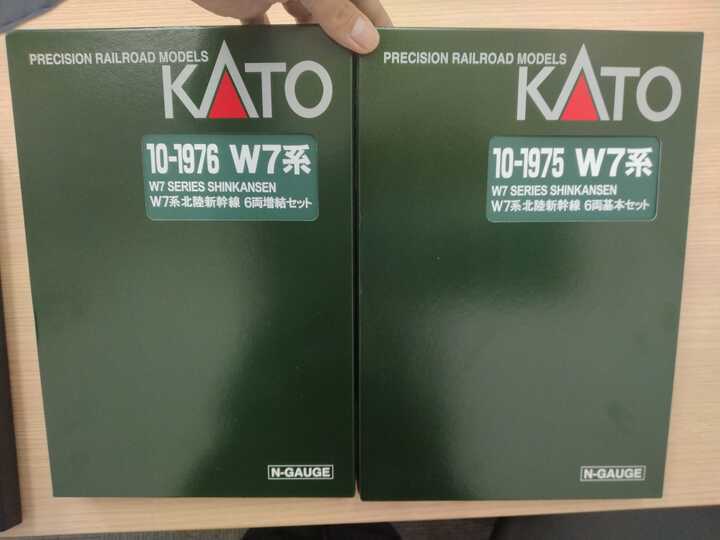 PRECISION RAILROAD MODELS
KATO
10-1976 W7系
W7 SERIES SHINKANSEN
W7系北陸新幹線 6両増結セット
N-GAUGE
PRECISION RAILROAD MODELS
KATO
10-1975 W7系
W7 SERIES SHINKANSEN
W7系北陸新幹線 6両基本セット
N-GAUGE